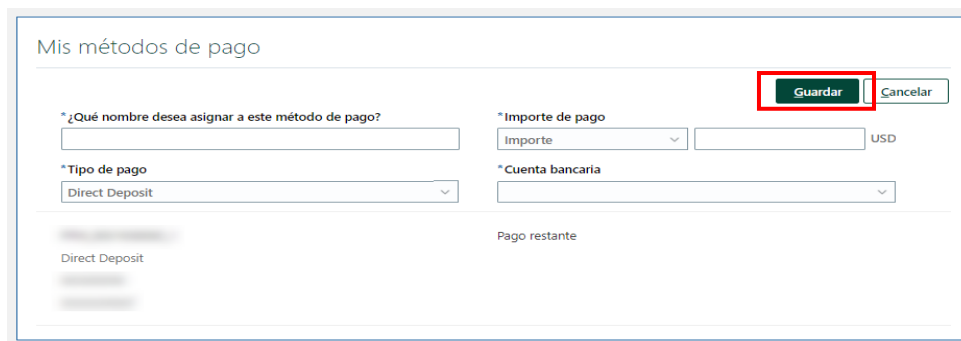 Mis métodos de pago
Guardar Cancelar
*¿Qué nombre desea asignar a este método de pago? *Importe de pago
Importe USD
*Tipo de pago *Cuenta bancaria
Direct Deposit
Pago restante
Direct Deposit